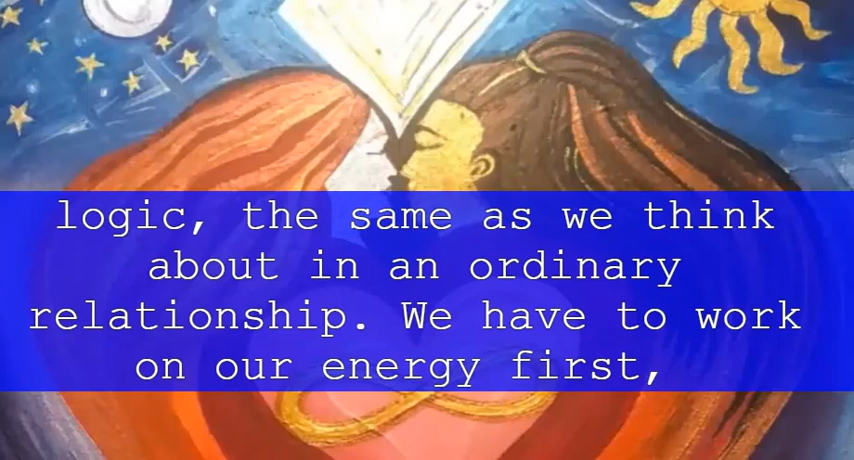 logic, the same as we think
about in an ordinary
relationship. We have to work
on our energy first,